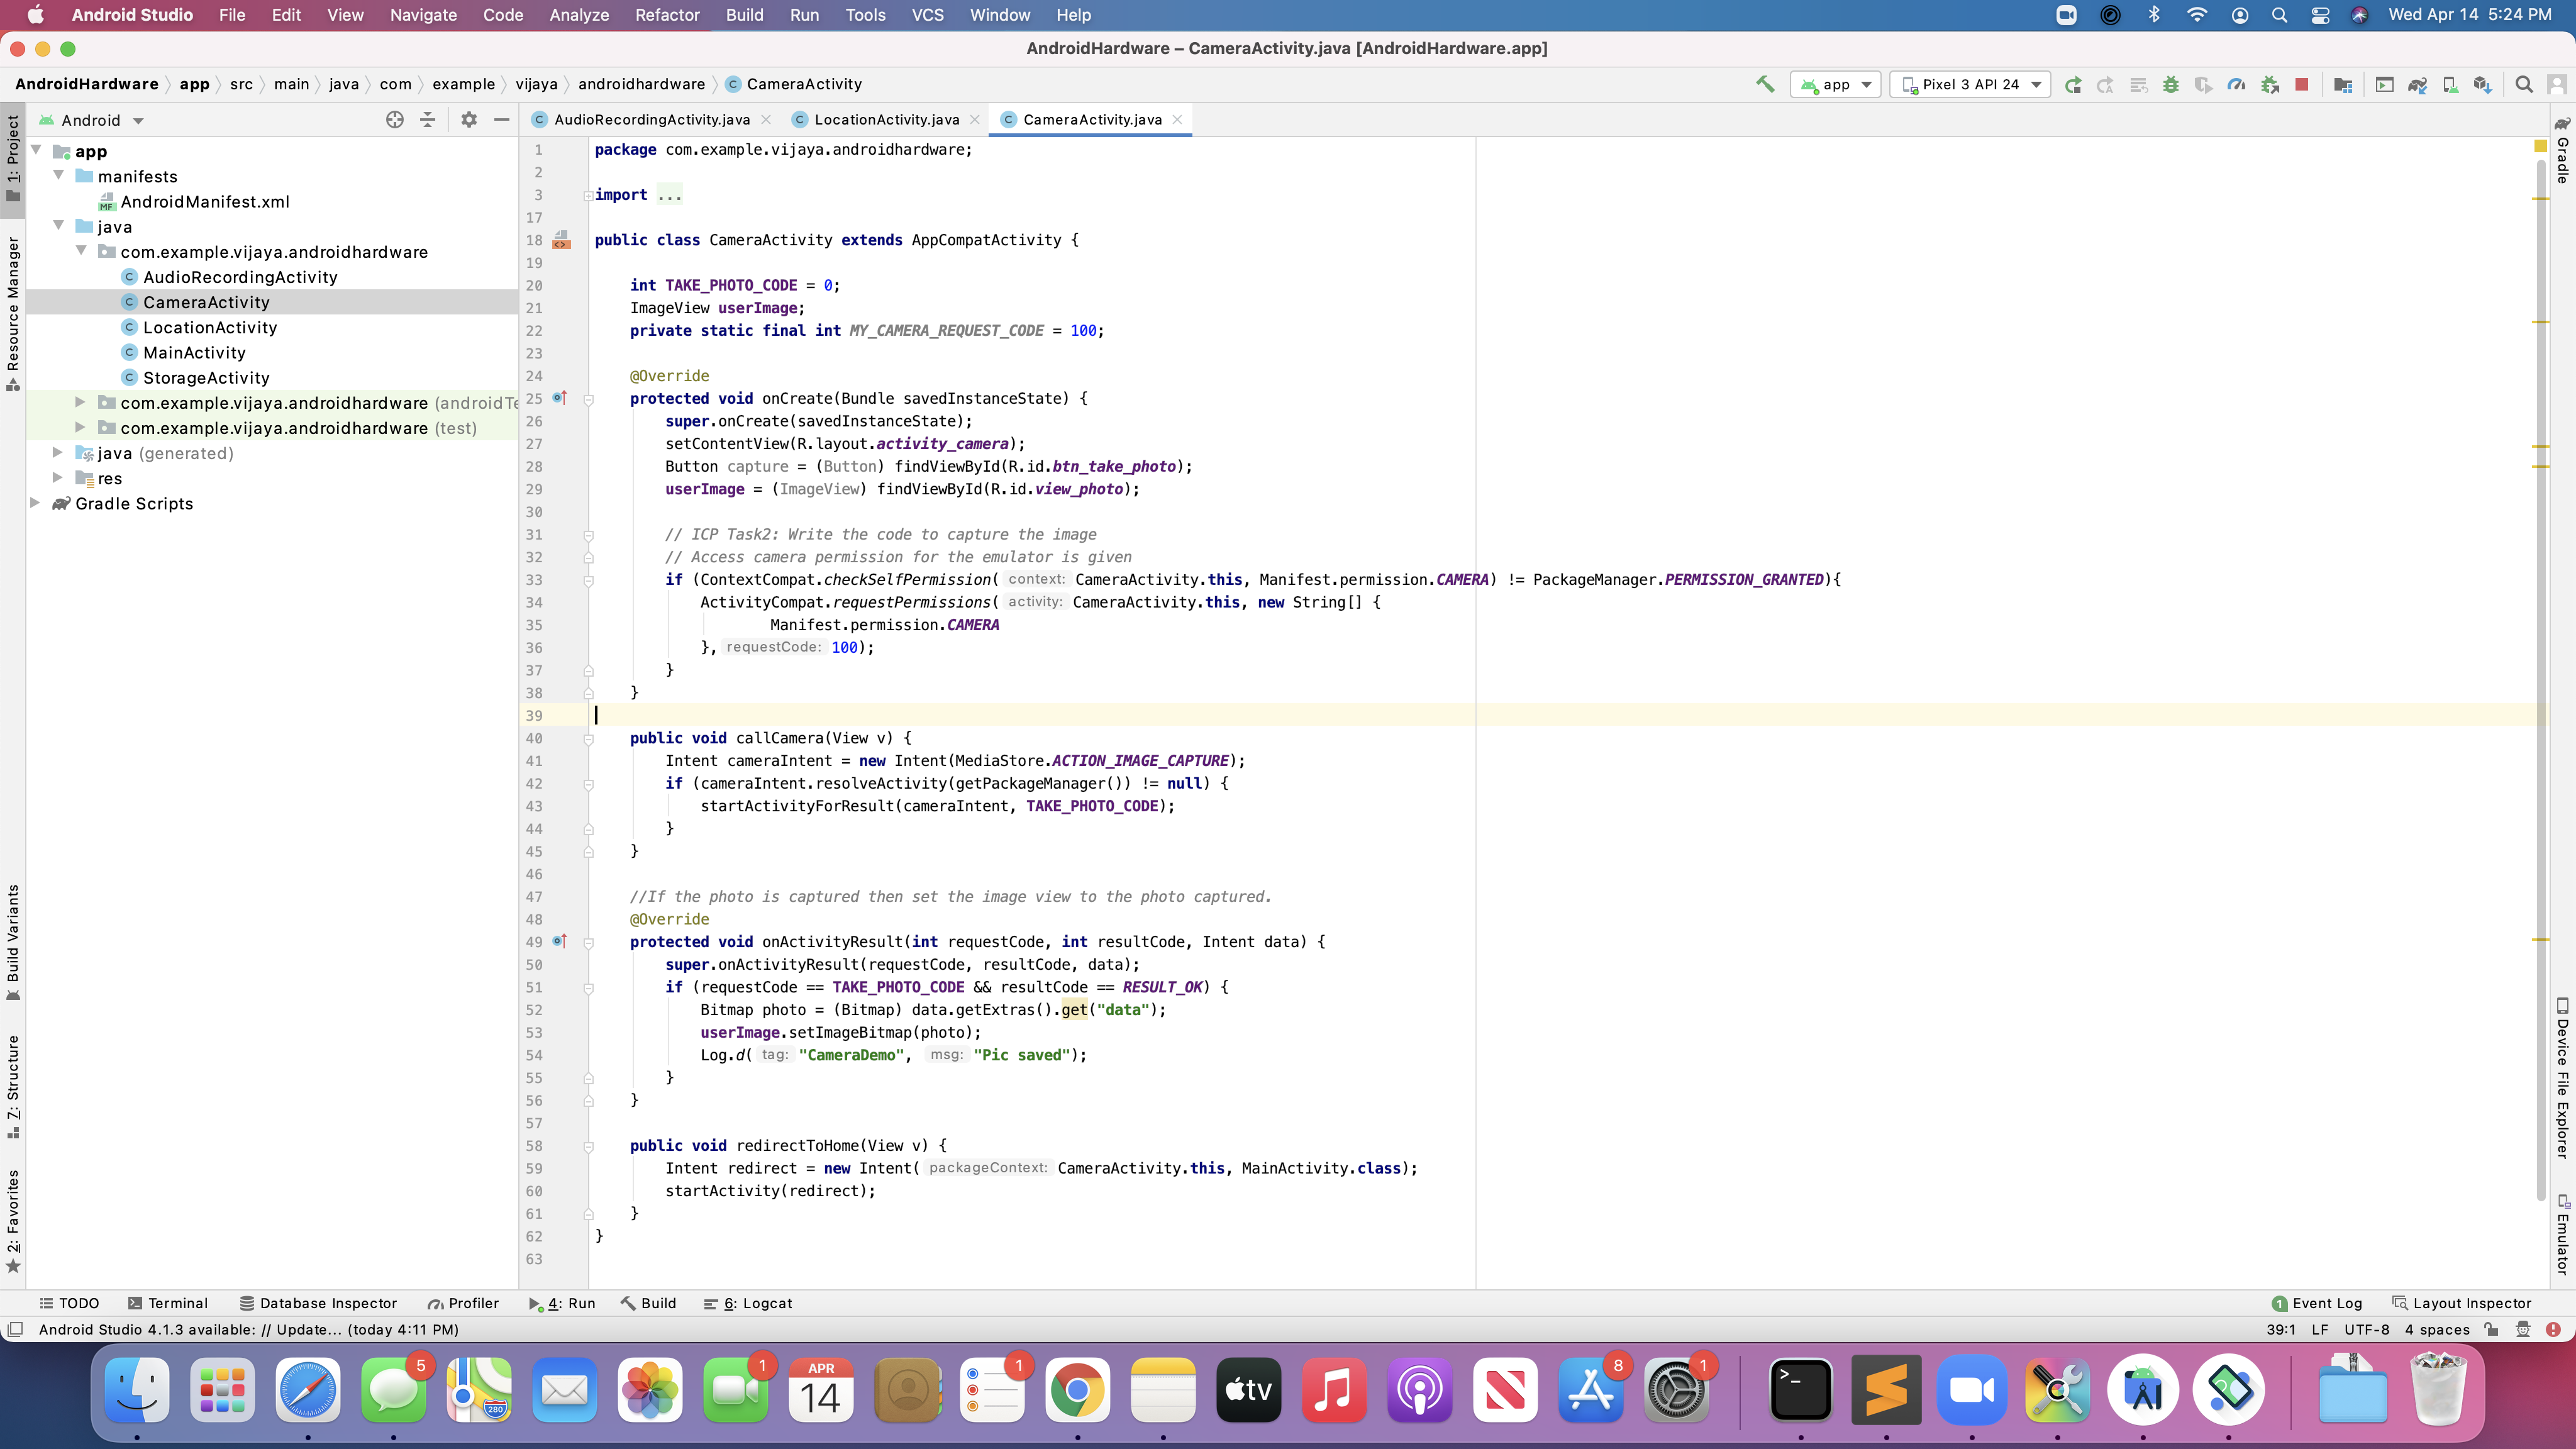 Android Studio File Edit View Navigate Code Analyze Refactor Build Run Tools VCS Window Help Wed Apr 14 5:24 PM
AndroidHardware – CameraActivity.java [AndroidHardware.app]
AndroidHardware app src main java com example vijaya androidhardware CameraActivity app Pixel 3 API 24
Android
AudioRecordingActivity.java LocationActivity.java CameraActivity.java
1: Project
Resource Manager
Build Variants
7: Structure
2: Favorites
app
manifests
AndroidManifest.xml
java
com.example.vijaya.androidhardware
AudioRecordingActivity
CameraActivity
LocationActivity
MainActivity
StorageActivity
com.example.vijaya.androidhardware
com.example.vijaya.androidhardware (test)
java (generated)
res
Gradle Scripts
1 package com.example.vijaya.androidhardware;
2
3 import ...
17
18 public class CameraActivity extends AppCompatActivity {
19
20 int TAKE_PHOTO_CODE = 0;
21 ImageView userImage;
22 private static final int MY_CAMERA_REQUEST_CODE = 100;
23
24 @Override
25 protected void onCreate(Bundle savedInstanceState) {
26 super.onCreate(savedInstanceState);
27 setContentView(R.layout.activity_camera);
28 Button capture = (Button) findViewById(R.id.btn_take_photo);
29 userImage = (ImageView) findViewById(R.id.view_photo);
30
31 // ICP Task2: Write the code to capture the image
32 // Access camera permission for the emulator is given
33 if (ContextCompat.checkSelfPermission( context: CameraActivity.this, Manifest.permission.CAMERA) != PackageManager.PERMISSION_GRANTED){
34 ActivityCompat.requestPermissions( activity: CameraActivity.this, new String[] {
35 Manifest.permission.CAMERA
36 }, requestCode: 100);
37 }
38 }
39
40 public void callCamera(View v) {
41 Intent cameraIntent = new Intent(MediaStore.ACTION_IMAGE_CAPTURE);
42 if (cameraIntent.resolveActivity(getPackageManager()) != null) {
43 startActivityForResult(cameraIntent, TAKE_PHOTO_CODE);
44 }
45 }
46
47 //If the photo is captured then set the image view to the photo captured.
48 @Override
49 protected void onActivityResult(int requestCode, int resultCode, Intent data) {
50 super.onActivityResult(requestCode, resultCode, data);
51 if (requestCode == TAKE_PHOTO_CODE && resultCode == RESULT_OK) {
52 Bitmap photo = (Bitmap) data.getExtras().get("data");
53 userImage.setImageBitmap(photo);
54 Log.d( tag: "CameraDemo", msg: "Pic saved");
55 }
56 }
57
58 public void redirectToHome(View v) {
59 Intent redirect = new Intent( packageContext: CameraActivity.this, MainActivity.class);
60 startActivity(redirect);
61 }
62 }
63
Gradle
Device File Explorer
Emulator
TODO Terminal Database Inspector Profiler 4: Run Build 6: Logcat 1 Event Log Layout Inspector
Android Studio 4.1.3 available: // Update... (today 4:11 PM) 39:1 LF UTF-8 4 spaces
5 280 1 APR 14 1 tv 8 1 >_